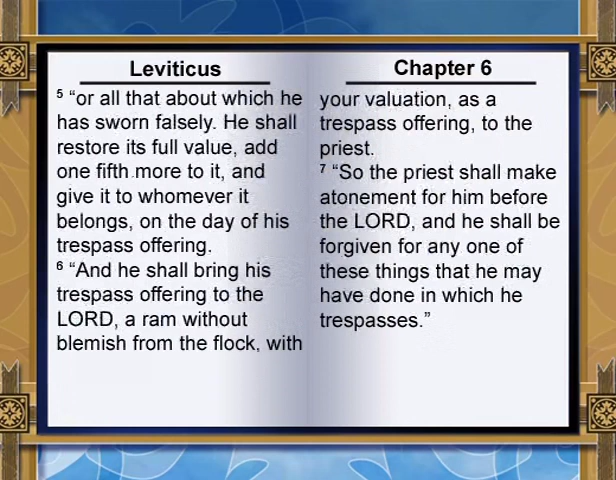 Leviticus
⁵ “or all that about which he
has sworn falsely. He shall
restore its full value, add
one fifth more to it, and
give it to whomever it
belongs, on the day of his
trespass offering.
⁶ “And he shall bring his
trespass offering to the
LORD, a ram without
blemish from the flock, with
Chapter 6
your valuation, as a
trespass offering, to the
priest.
⁷ “So the priest shall make
atonement for him before
the LORD, and he shall be
forgiven for any one of
these things that he may
have done in which he
trespasses.”